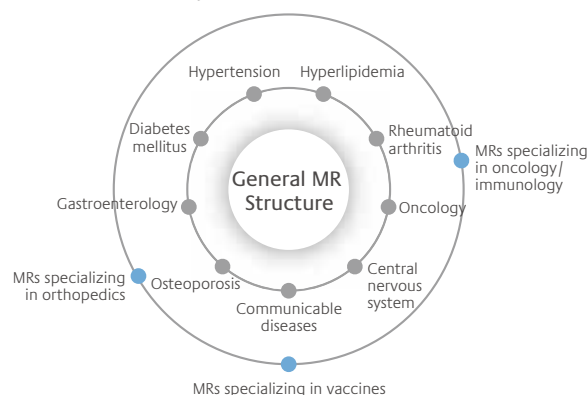 Hypertension
Hyperlipidemia
Diabetes
mellitus
Rheumatoid
arthritis
MRs specializing
in oncology/
immunology
General MR
Structure
Gastroenterology
Oncology
MRs specializing
in orthopedics
Osteoporosis
Central
nervous
system
Communicable
diseases
MRs specializing in vaccines